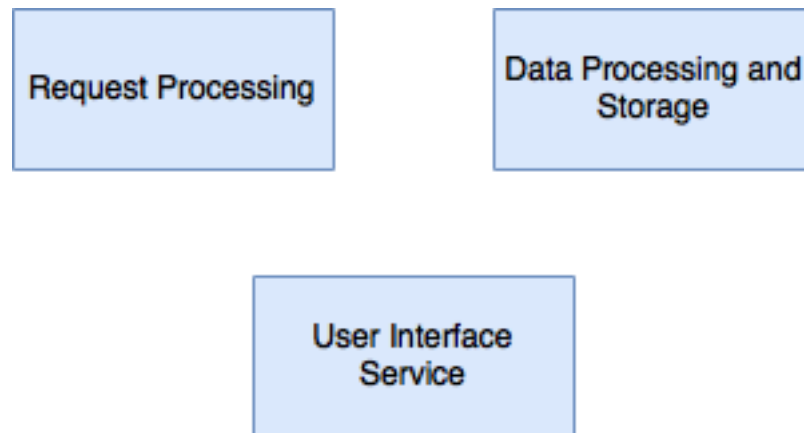 Request Processing
Data Processing and
Storage
User Interface
Service